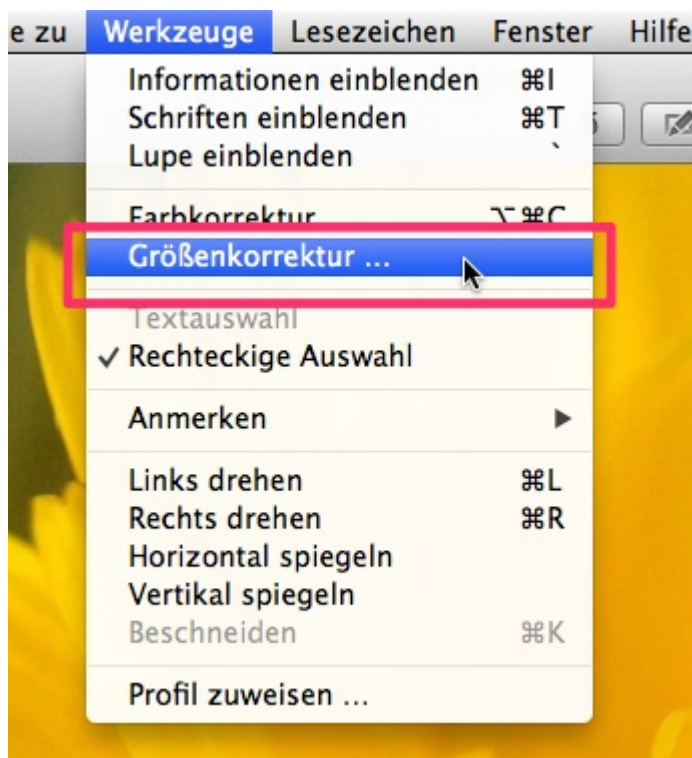 e zu Werkzeuge Lesezeichen Fenster Hilfe
Informationen einblenden ⌘I
Schriften einblenden ⌘T
Lupe einblenden `
Farbkorrektur ⌥⌘C
Größenkorrektur ...
Textauswahl
✓ Rechteckige Auswahl
Anmerken ▶
Links drehen ⌘L
Rechts drehen ⌘R
Horizontal spiegeln
Vertikal spiegeln
Beschneiden ⌘K
Profil zuweisen ...